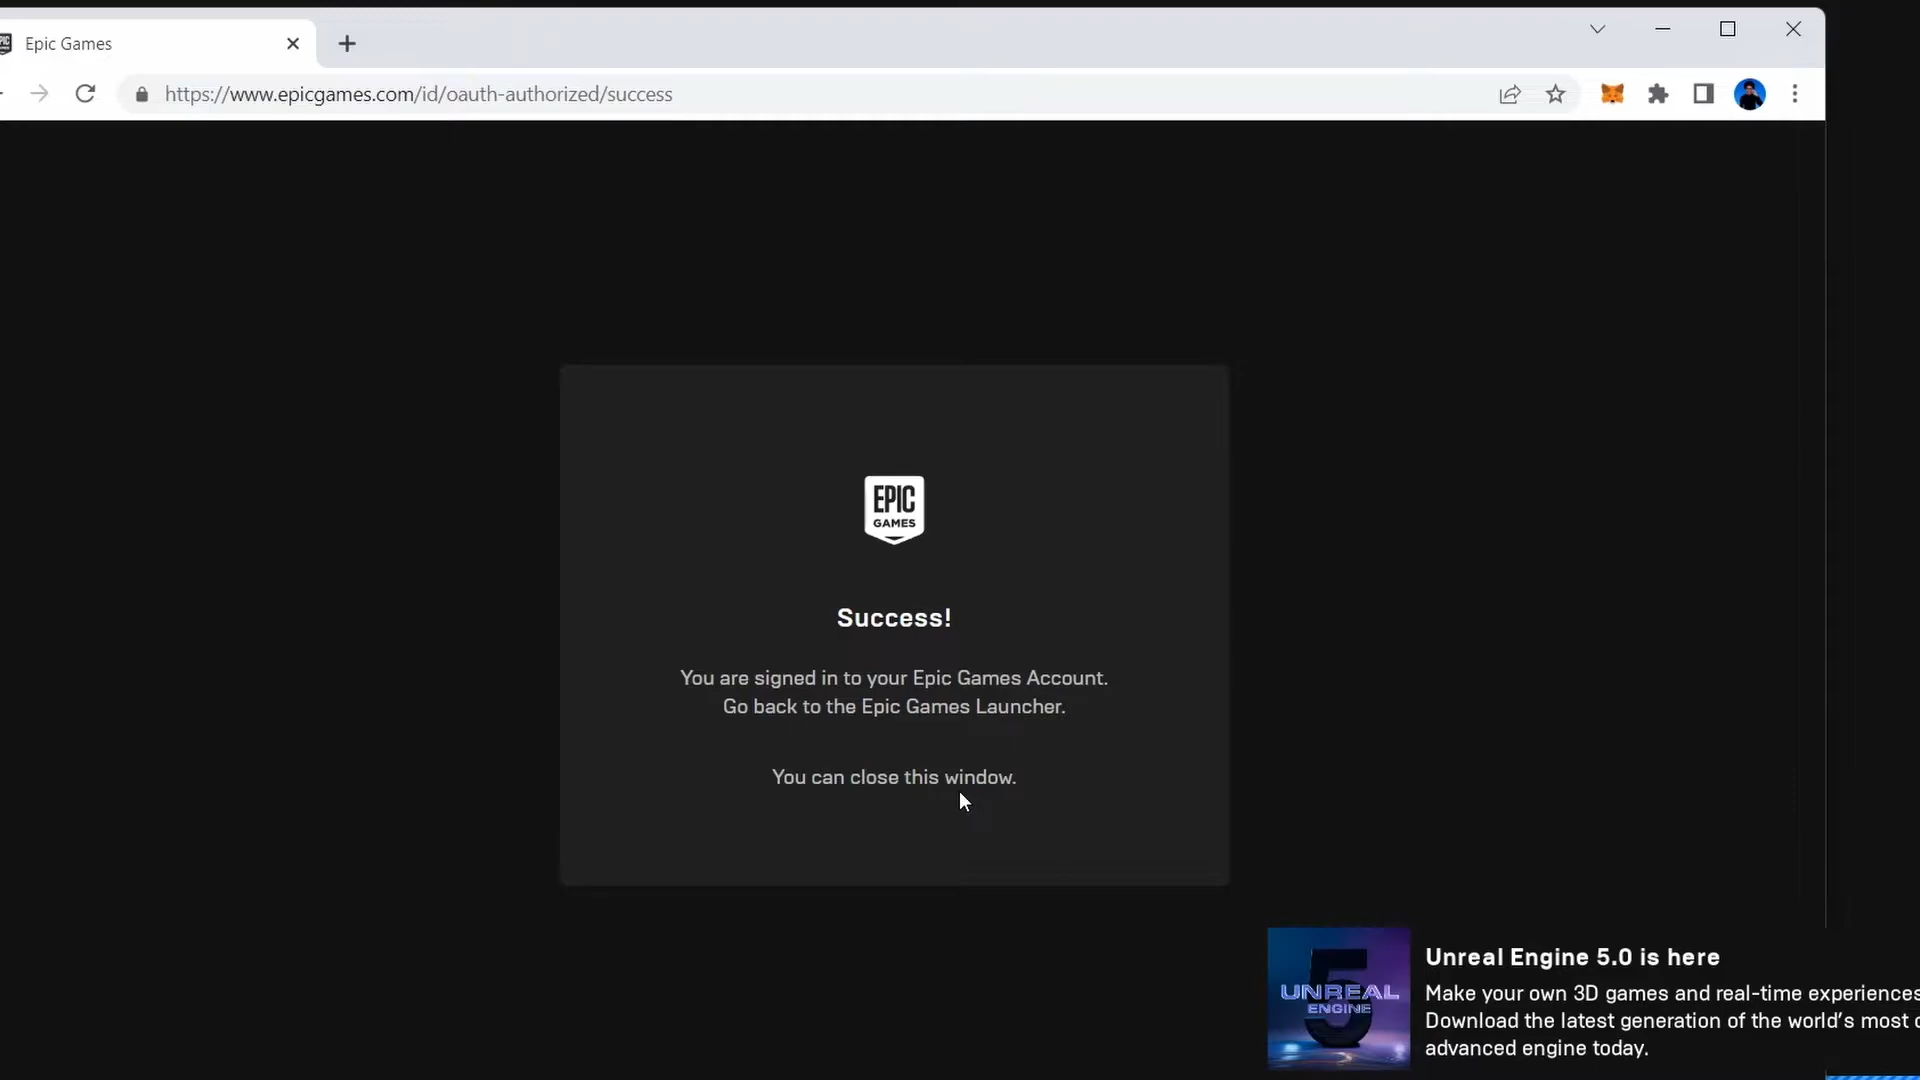 Epic Games
https://www.epicgames.com/id/oauth-authorized/success
EPIC
GAMES
Success!
You are signed in to your Epic Games Account.
Go back to the Epic Games Launcher.
You can close this window.
UNREAL
ENGINE
5
Unreal Engine 5.0 is here
Make your own 3D games and real-time experiences
Download the latest generation of the world's most
advanced engine today.